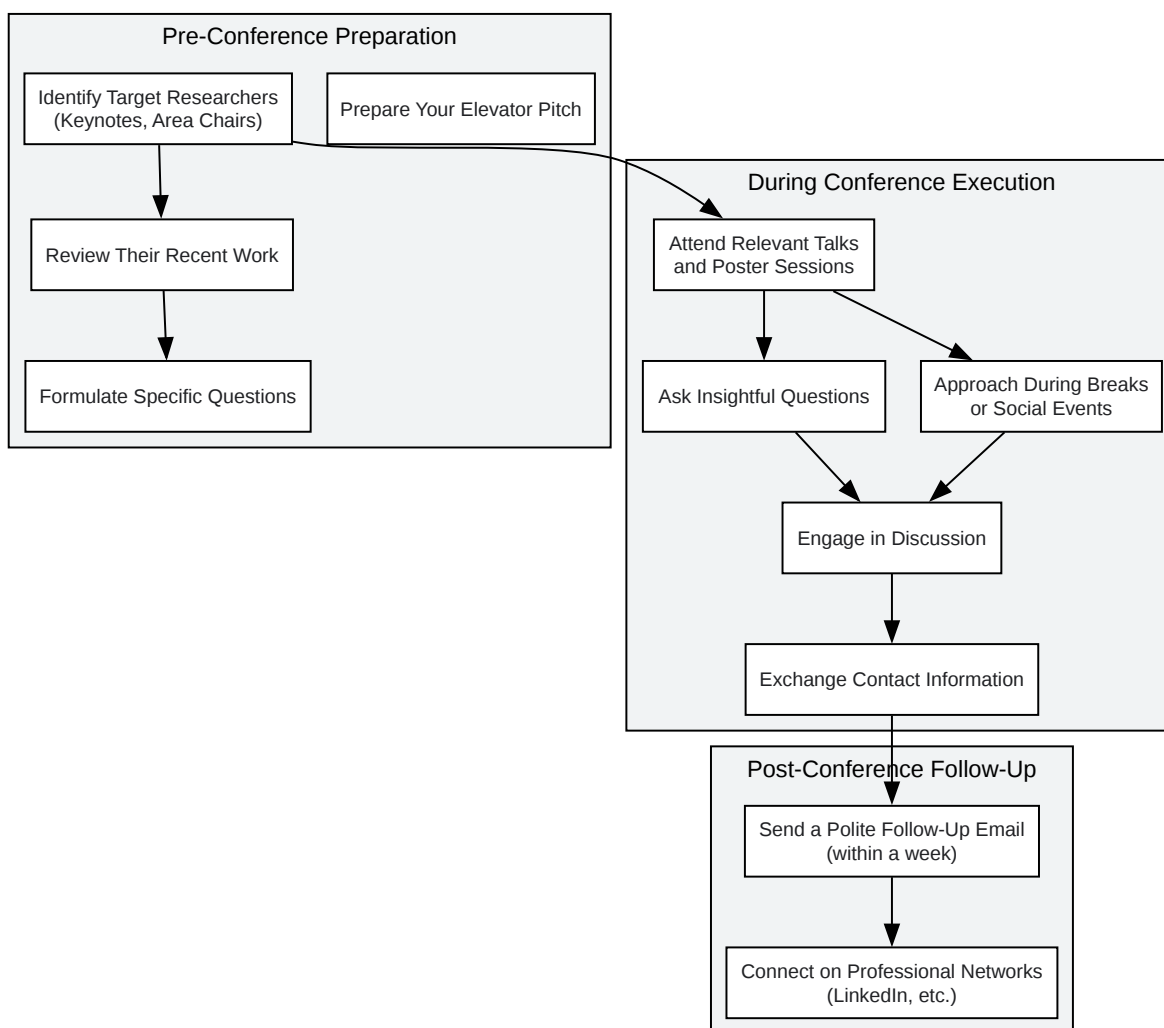 Pre-Conference Preparation
Identify Target Researchers
(Keynotes, Area Chairs)
Prepare Your Elevator Pitch
Review Their Recent Work
Formulate Specific Questions
During Conference Execution
Attend Relevant Talks
and Poster Sessions
Ask Insightful Questions
Approach During Breaks
or Social Events
Engage in Discussion
Exchange Contact Information
Post-Conference Follow-Up
Send a Polite Follow-Up Email
(within a week)
Connect on Professional Networks
(LinkedIn, etc.)